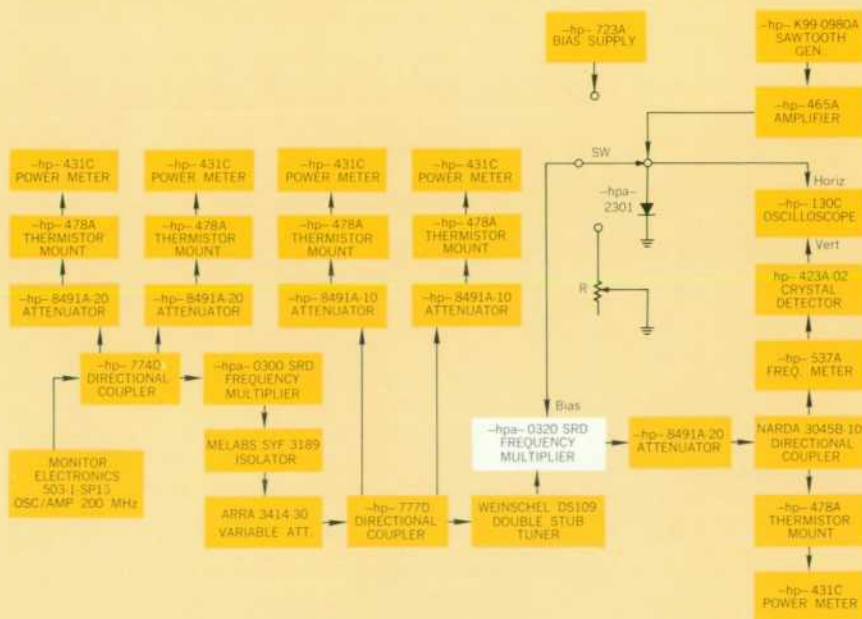 -hp- 723A
BIAS SUPPLY
-hp- K99-0980A
SAWTOOTH
GEN.
-hp- 465A
AMPLIFIER
-hp- 431C
POWER METER
-hp- 431C
POWER METER
-hp- 431C
POWER METER
-hp- 431C
POWER METER
SW
-hpa-
2301
Horiz
-hp- 130C
OSCILLOSCOPE
Vert
-hp- 478A
THERMISTOR
MOUNT
-hp- 478A
THERMISTOR
MOUNT
-hp- 478A
THERMISTOR
MOUNT
-hp- 478A
THERMISTOR
MOUNT
-hp- 8491A-20
ATTENUATOR
-hp- 8491A-20
ATTENUATOR
-hp- 8491A-10
ATTENUATOR
-hp- 8491A-10
ATTENUATOR
R
hp- 423A-02
CRYSTAL
DETECTOR
-hp- 774D
DIRECTIONAL
COUPLER
-hpa- 0300 SRD
FREQUENCY
MULTIPLIER
-hp- 537A
FREQ. METER
Bias
-hpa- 0320 SRD
FREQUENCY
MULTIPLIER
-hp- 8491A-20
ATTENUATOR
NARDA 3045B-10
DIRECTIONAL
COUPLER
MONITOR
ELECTRONICS
503-1-SP15
OSC/AMP 200 MHz
MELABS SYF 3189
ISOLATOR
ARRA 3414-30
VARIABLE ATT.
-hp- 777D
DIRECTIONAL
COUPLER
WEINSCHEL DS109
DOUBLE STUB
TUNER
-hp- 478A
THERMISTOR
MOUNT
-hp- 431C
POWER METER